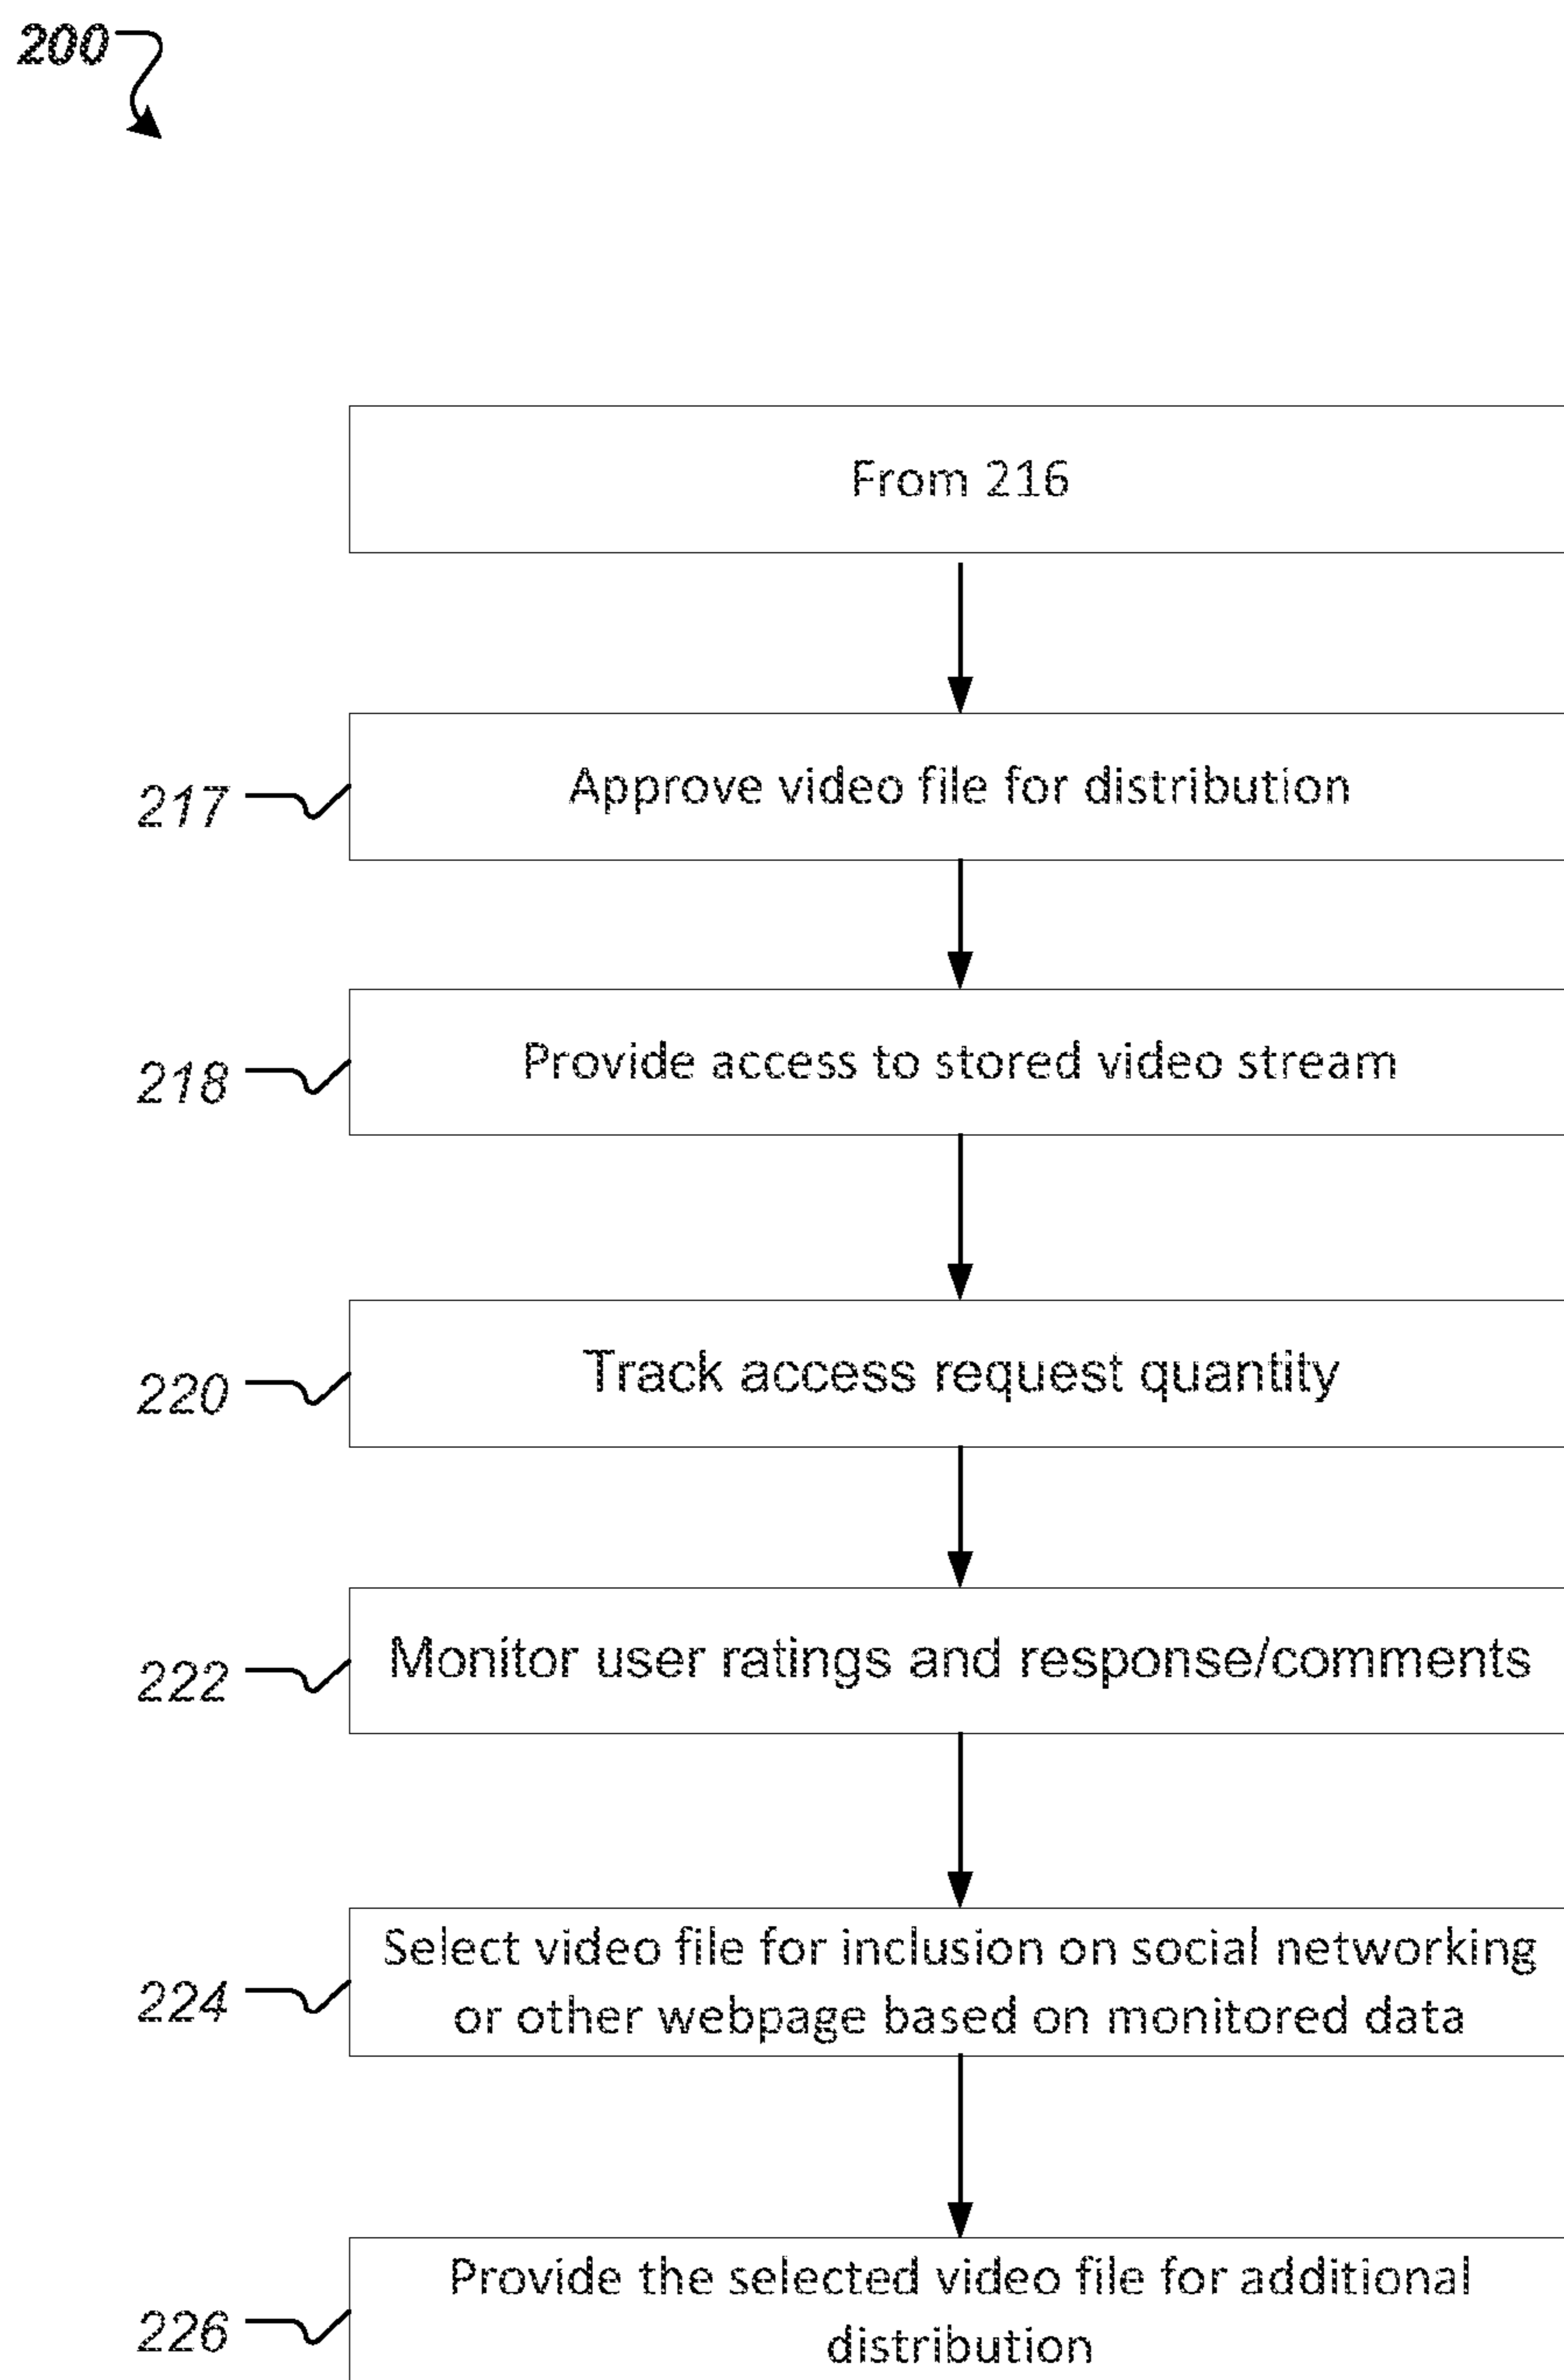 200
From 216
217
Approve video file for distribution
218
Provide access to stored video stream
220
Track access request quantity
222
Monitor user ratings and response/comments
224
Select video file for inclusion on social networking
or other webpage based on monitored data
226
Provide the selected video file for additional
distribution